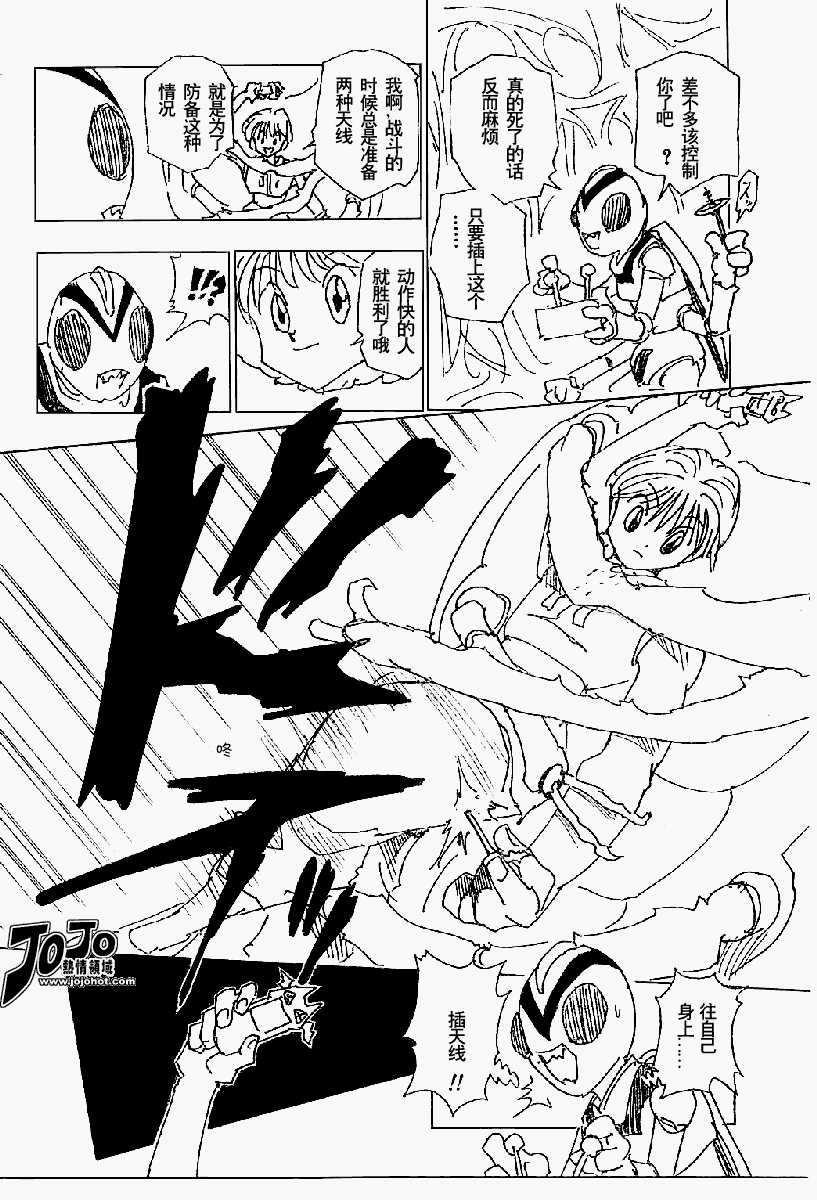 差不多该控制
你了吧　？
真的死了的话
反而麻烦
只要插上这个
……
我啊，战斗的
时候总是准备
两种天线
就是为了
防备这种
情况
动作快的人
就胜利了哦
!!?
咚
ドスッ
往自己
身上……
插天线　!!
JOJO
熱情領域
www.jojohot.com